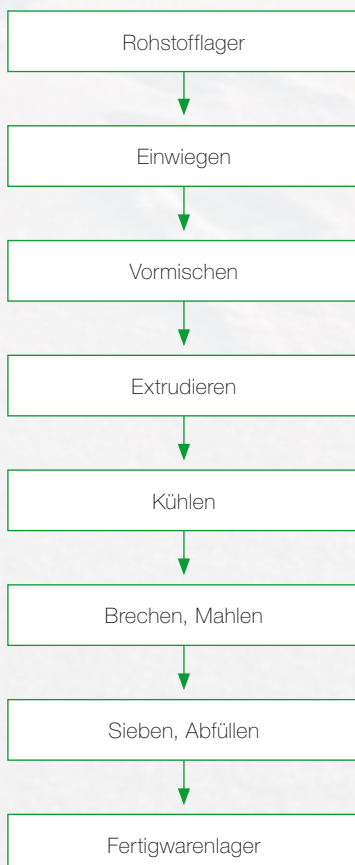 Rohstofflager
Einwiegen
Vormischen
Extrudieren
Kühlen
Brechen, Mahlen
Sieben, Abfüllen
Fertigwarenlager